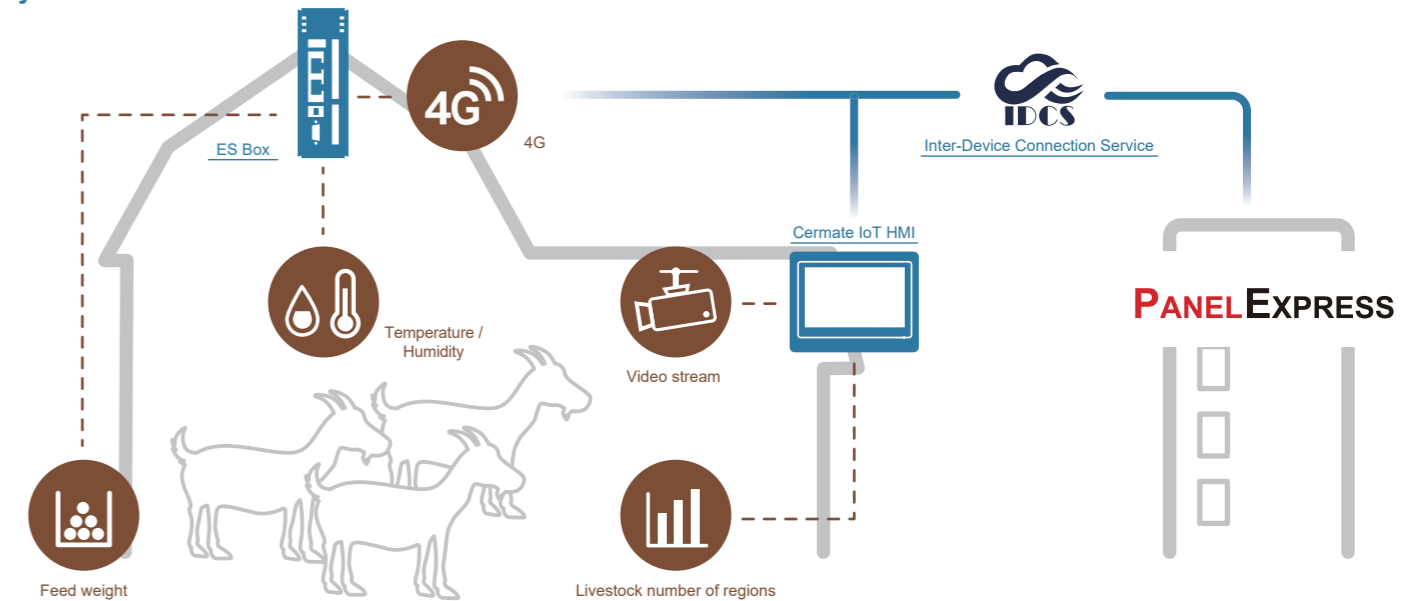 4G
4G
IDCS
ES Box
Inter-Device Connection Service
Cermate IoT HMI
PANELEXPRESS
Temperature /
Humidity
Video stream
Feed weight
Livestock number of regions